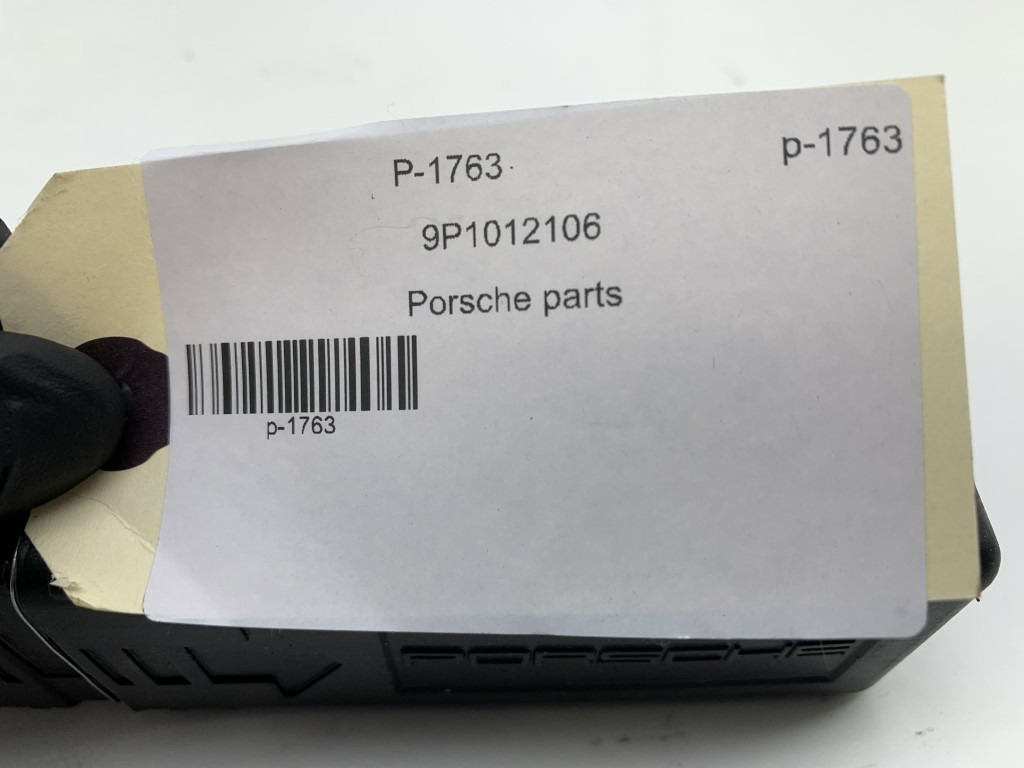 P-1763
p-1763
9P1012106
Porsche parts
p-1763
PORSCHE